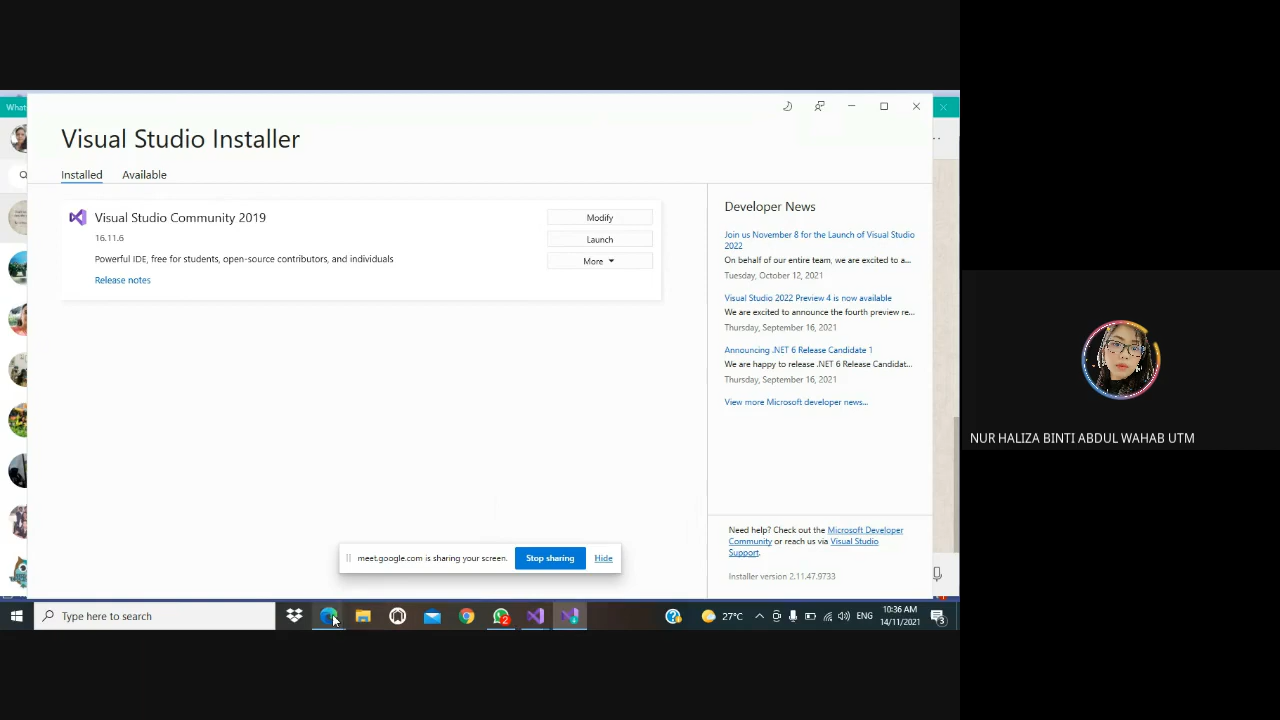 What
Visual Studio Installer
Installed
Available
Visual Studio Community 2019
16.11.6
Powerful IDE, free for students, open-source contributors, and individuals
Release notes
Modify
Launch
More
Developer News
Join us November 8 for the Launch of Visual Studio
2022
On behalf of our entire team, we are excited to a...
Tuesday, October 12, 2021
Visual Studio 2022 Preview 4 is now available
We are excited to announce the fourth preview re...
Thursday, September 16, 2021
Announcing .NET 6 Release Candidate 1
We are happy to release .NET 6 Release Candidat...
Thursday, September 16, 2021
View more Microsoft developer news...
Need help? Check out the Microsoft Developer
Community or reach us via Visual Studio
Support.
Installer version 2.11.47.9733
meet.google.com is sharing your screen.
Stop sharing
Hide
Type here to search
2
27°C
ENG
10:36 AM
14/11/2021
3
NUR HALIZA BINTI ABDUL WAHAB UTM